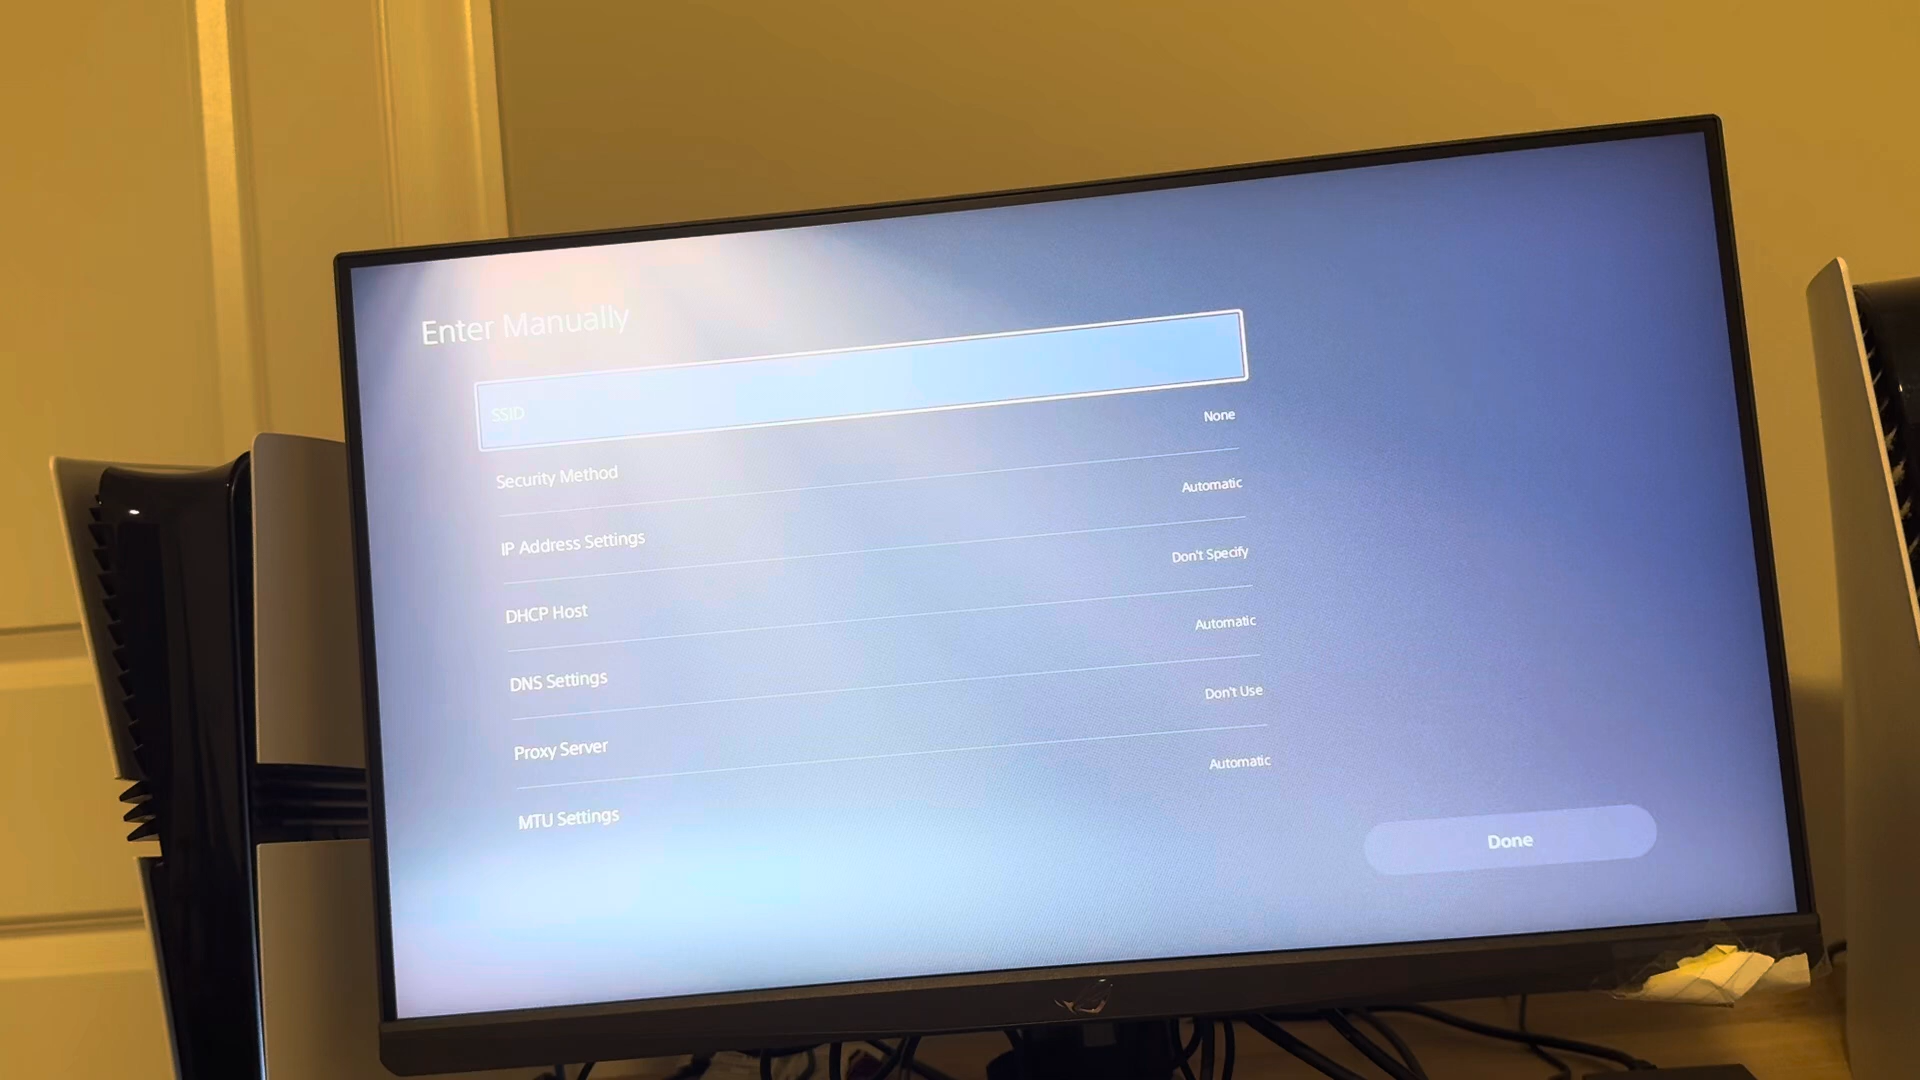 Enter Manually
SSID
Security Method None
IP Address Settings Automatic
DHCP Host Don't Specify
DNS Settings Automatic
Proxy Server Don't Use
MTU Settings Automatic
Done